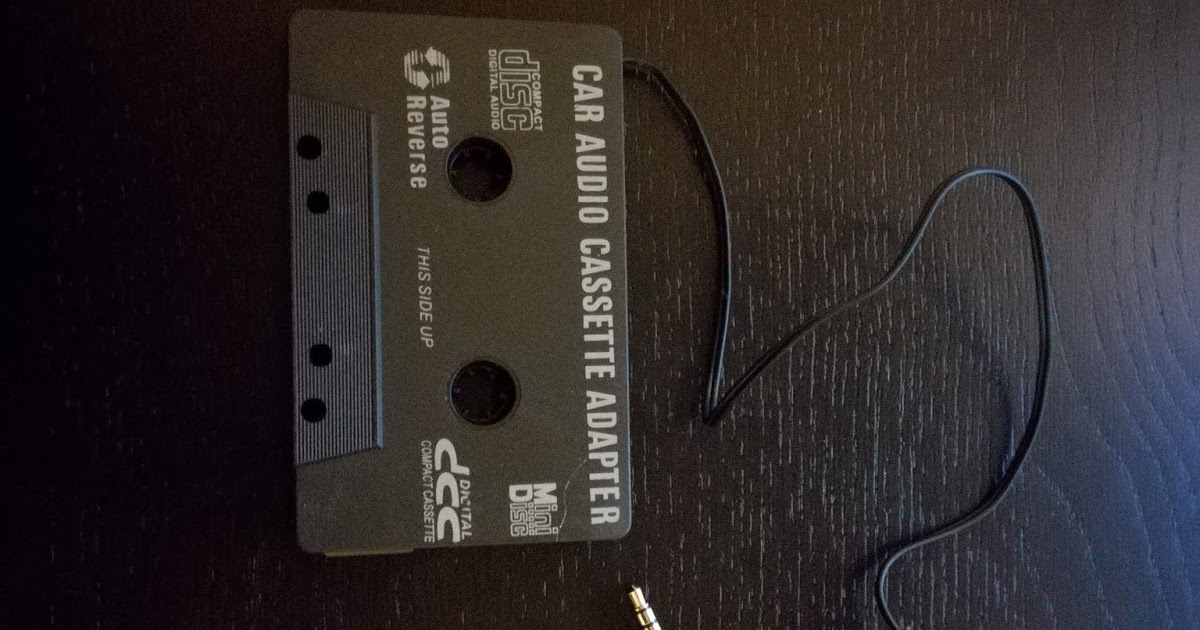 CAR AUDIO CASSETTE ADAPTER
COMPACT
disc
DIGITAL AUDIO
Mini
Disc
Auto
Reverse
THIS SIDE UP
DIGITAL
dcc
COMPACT CASSETTE